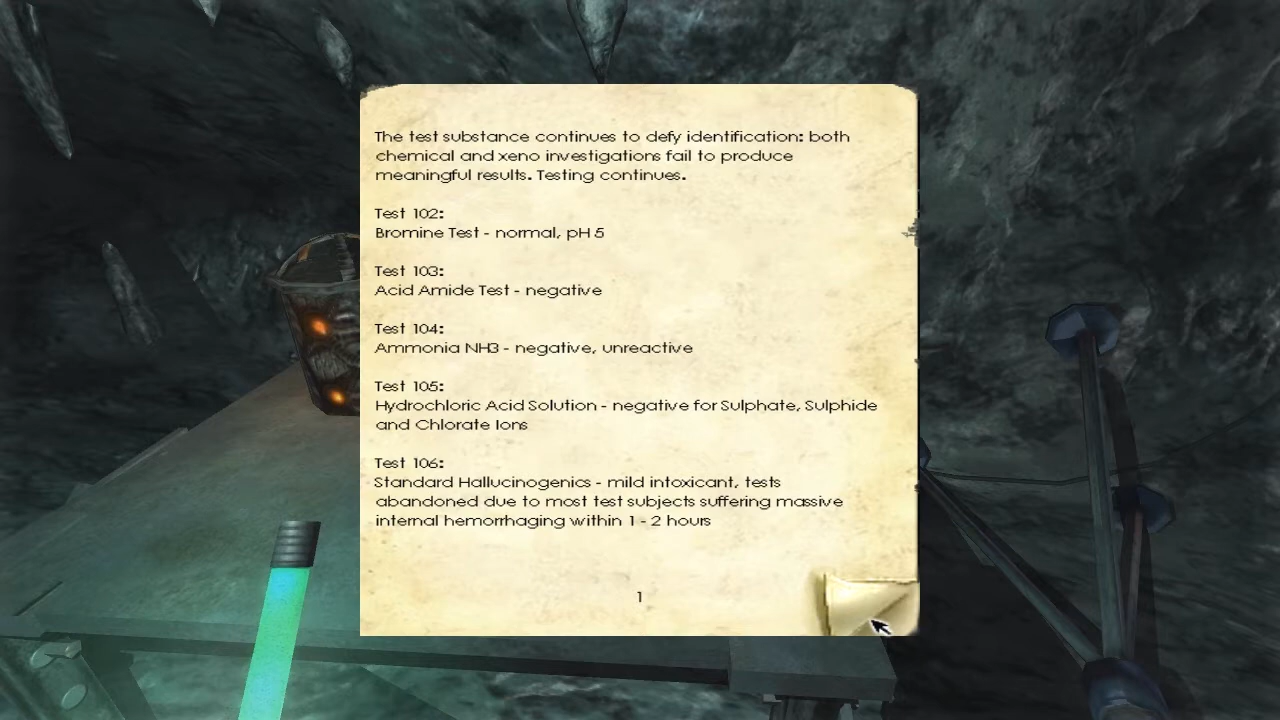 The test substance continues to defy identification: both
chemical and xeno investigations fail to produce
meaningful results. Testing continues.
Test 102:
Bromine Test - normal, pH 5
Test 103:
Acid Amide Test - negative
Test 104:
Ammonia NH3 - negative, unreactive
Test 105:
Hydrochloric Acid Solution - negative for Sulphate, Sulphide
and Chlorate Ions
Test 106:
Standard Hallucinogenics - mild intoxicant, tests
abandoned due to most test subjects suffering massive
internal hemorrhaging within 1 - 2 hours
1